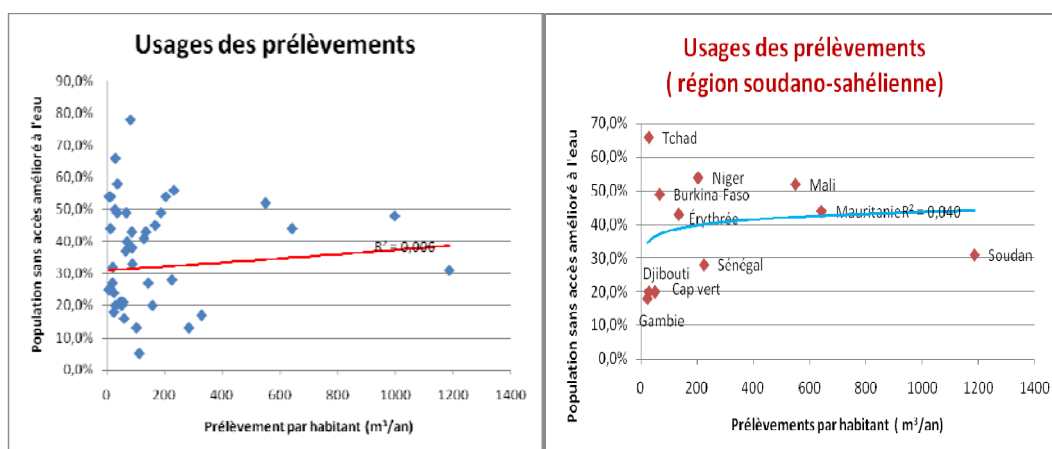 Usages des prélèvements
Population sans accès amélioré à l'eau
90,0%
80,0%
70,0%
60,0%
50,0%
40,0%
30,0%
20,0%
10,0%
0,0%
R² = 0,006
0 200 400 600 800 1000 1200 1400
Prélèvement par habitant (m³/an)
Usages des prélèvements
( région soudano-sahélienne)
Population sans accès amélioré à l'eau
70,0%
60,0%
50,0%
40,0%
30,0%
20,0%
10,0%
0,0%
Tchad
Niger
Mali
Burkina Faso
Mauritanie R² = 0,040
Érythrée
Soudan
Sénégal
Djibouti
Cap vert
Gambie
0 200 400 600 800 1000 1200 1400
Prélèvements par habitant ( m³/an)